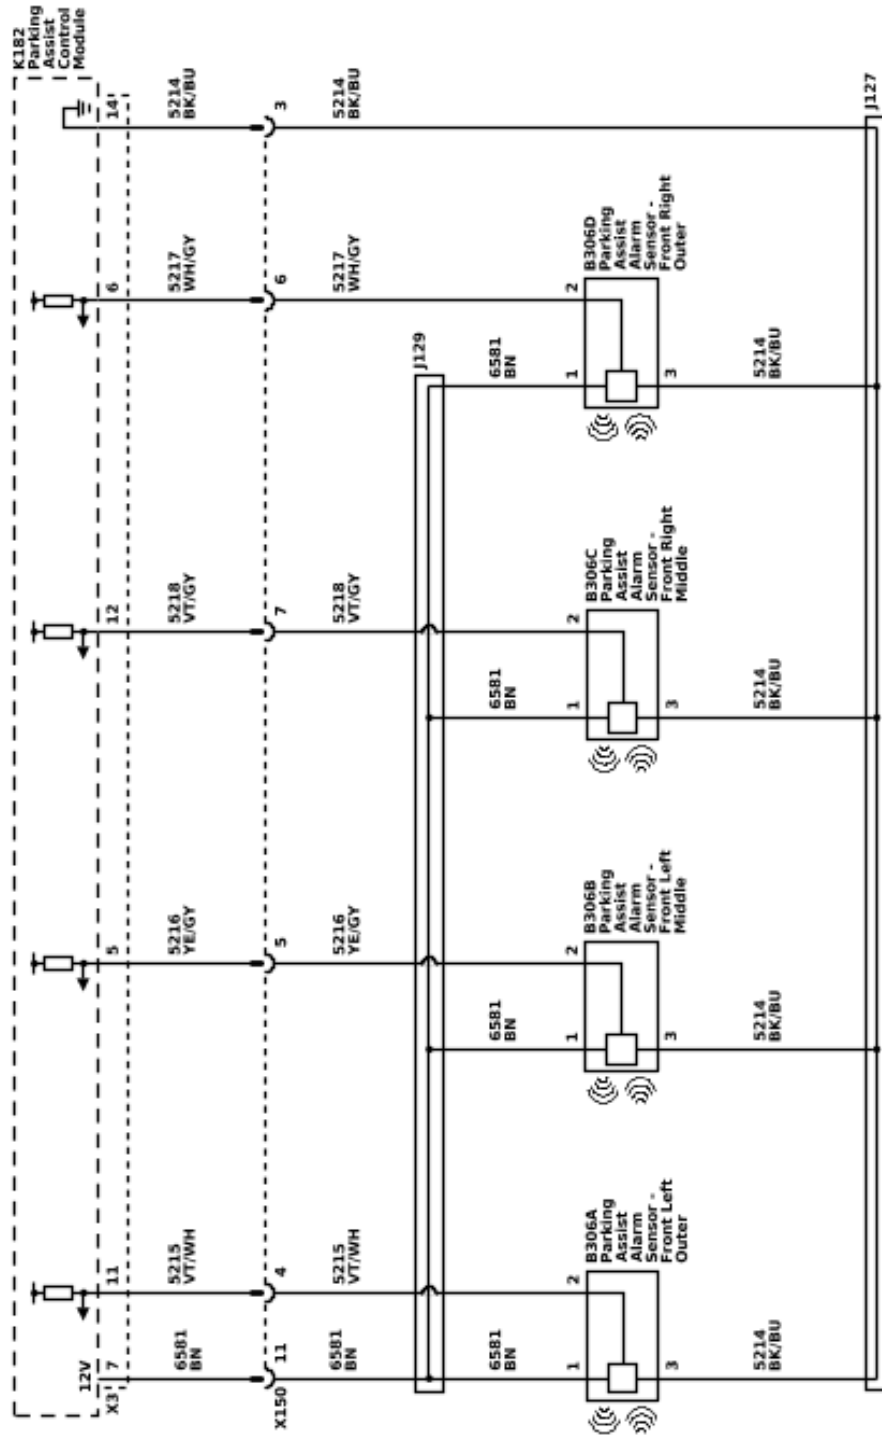 K182
Parking
Assist
Control
Module
12V
X3
7
11
5
12
6
14
6581
BN
5215
VT/WH
5216
YE/GY
5218
VT/GY
5217
WH/GY
5214
BK/BU
X150
11
4
5
7
6
3
6581
BN
5215
VT/WH
5216
YE/GY
5218
VT/GY
5217
WH/GY
5214
BK/BU
J129
6581
BN
6581
BN
6581
BN
6581
BN
1
2
1
2
1
2
1
2
B306A
Parking
Assist
Alarm
Sensor -
Front Left
Outer
B306B
Parking
Assist
Alarm
Sensor -
Front Left
Middle
B306C
Parking
Assist
Alarm
Sensor -
Front Right
Middle
B306D
Parking
Assist
Alarm
Sensor -
Front Right
Outer
3
3
3
3
5214
BK/BU
5214
BK/BU
5214
BK/BU
5214
BK/BU
J127